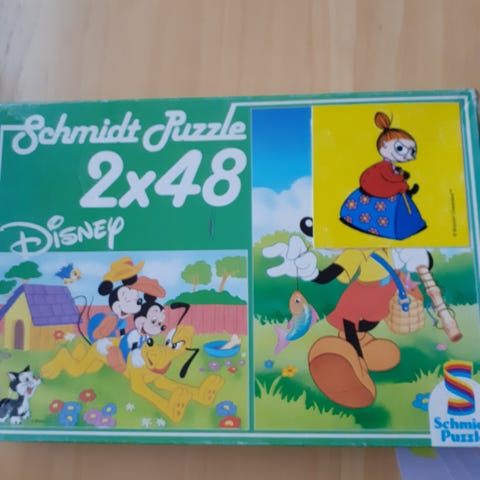 Schmidt Puzzle
2x48
Disney
Schmidt
Puzzle